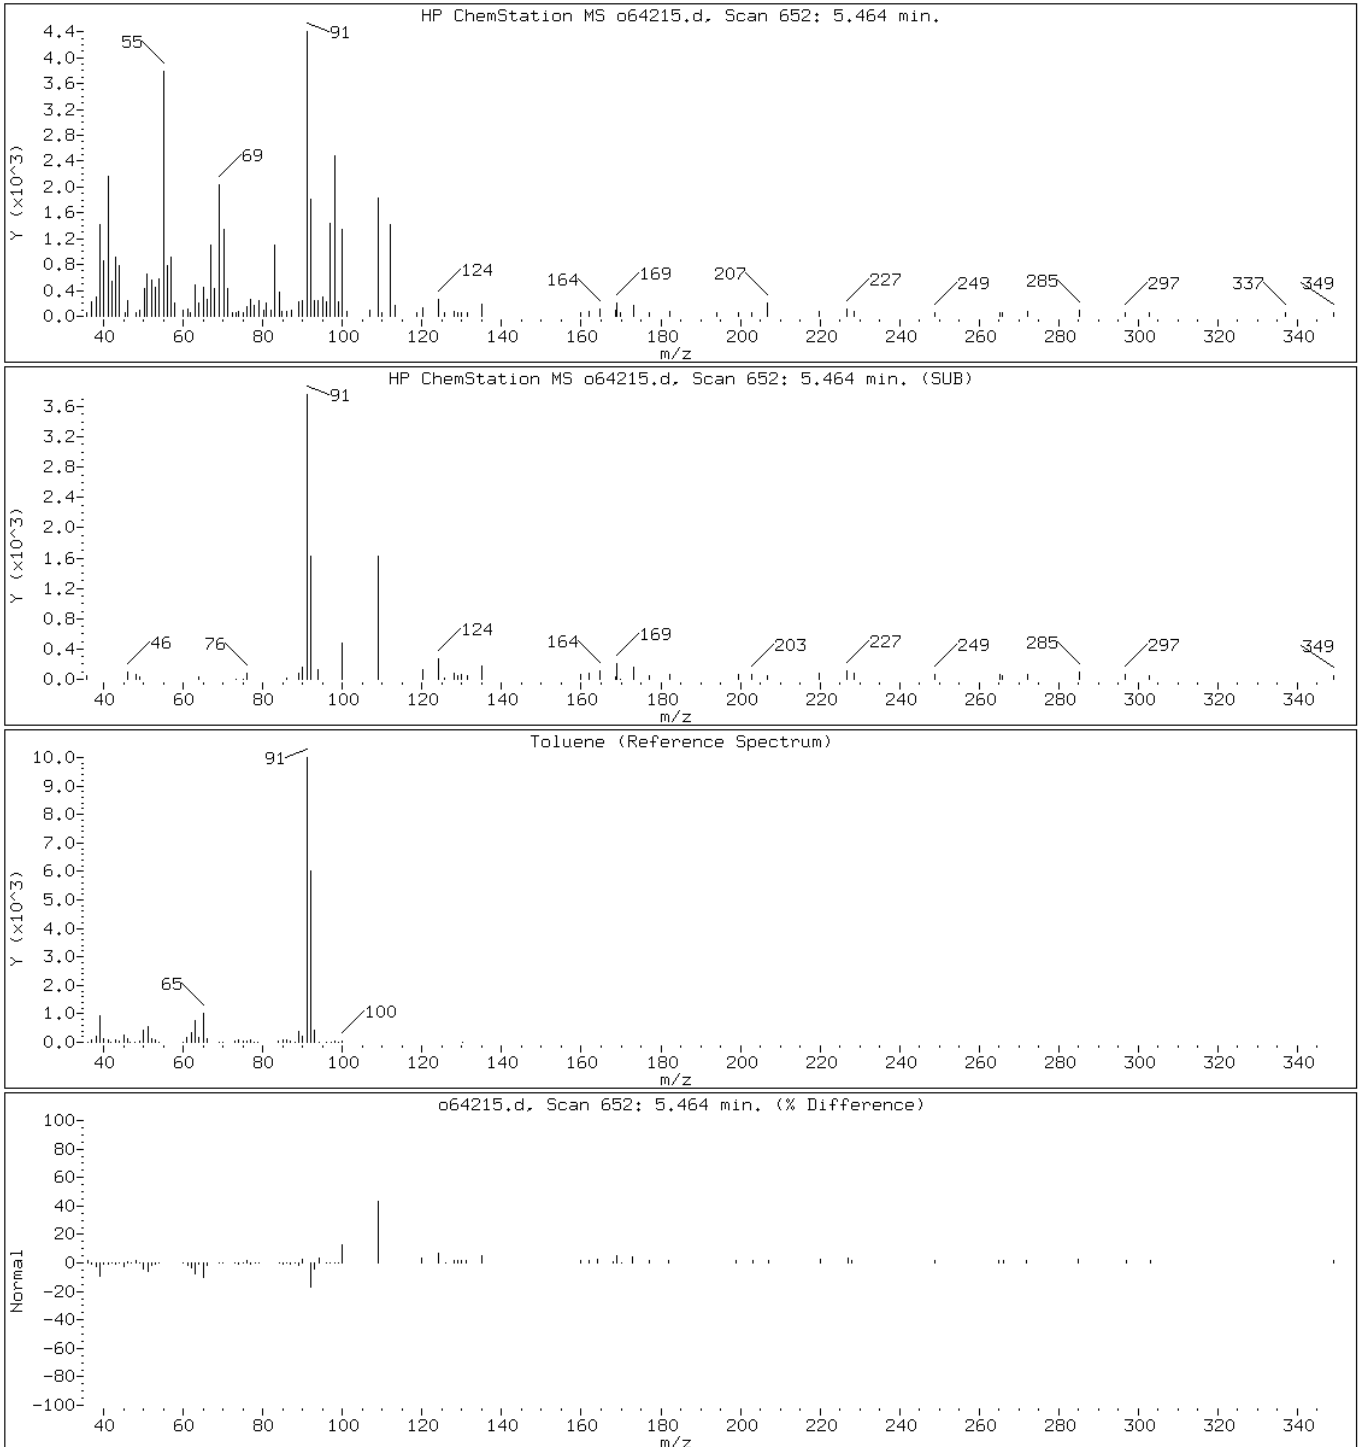 HP ChemStation MS o64215.d, Scan 652: 5.464 min.
Y (x10^3)
4.4
4.0
3.6
3.2
2.8
2.4
2.0
1.6
1.2
0.8
0.4
0.0
55 91
69
124 164 169 207 227 249 285 297 337 349
40 60 80 100 120 140 160 180 200 220 240 260 280 300 320 340
m/z
HP ChemStation MS o64215.d, Scan 652: 5.464 min. (SUB)
Y (x10^3)
3.6
3.2
2.8
2.4
2.0
1.6
1.2
0.8
0.4
0.0
91
46 76 124 164 169 203 227 249 285 297 349
40 60 80 100 120 140 160 180 200 220 240 260 280 300 320 340
m/z
Toluene (Reference Spectrum)
Y (x10^3)
10.0
9.0
8.0
7.0
6.0
5.0
4.0
3.0
2.0
1.0
0.0
91
65 100
40 60 80 100 120 140 160 180 200 220 240 260 280 300 320 340
m/z
o64215.d, Scan 652: 5.464 min. (% Difference)
Normal
100
80
60
40
20
0
-20
-40
-60
-80
-100
40 60 80 100 120 140 160 180 200 220 240 260 280 300 320 340
m/z